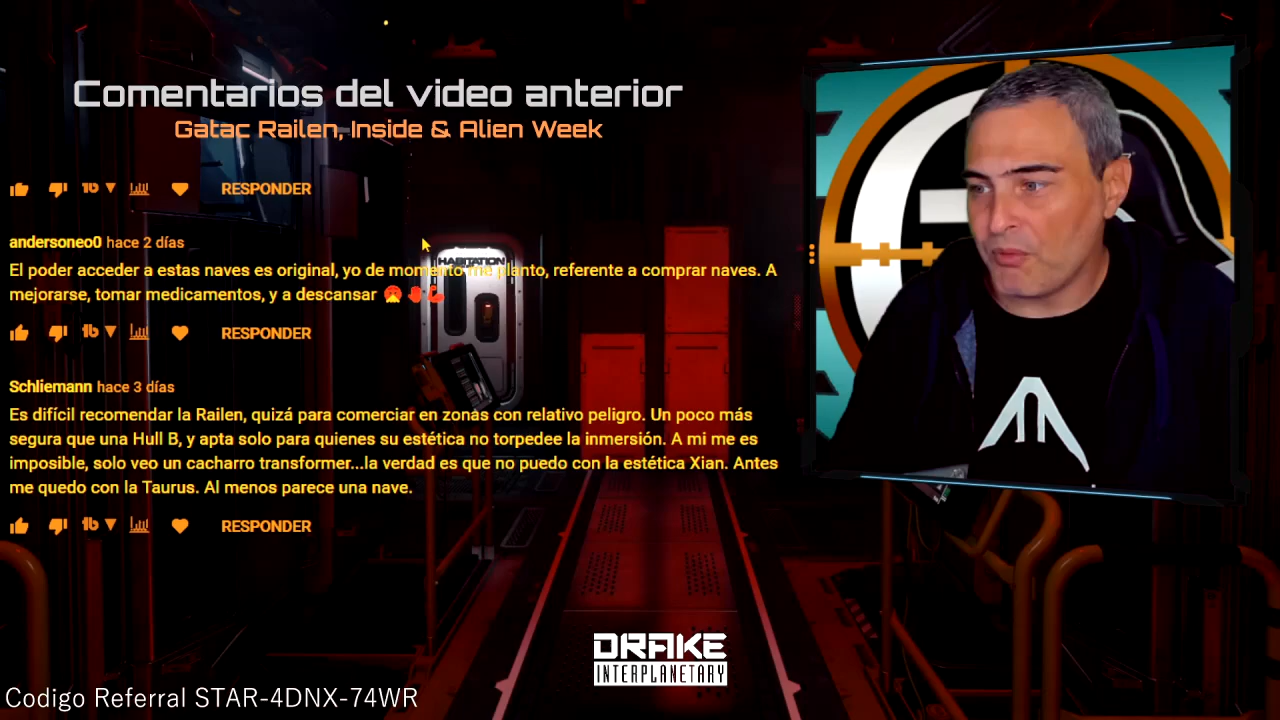 Comentarios del video anterior
Gatac Railen, Inside & Alien Week
RESPONDER
andersoneo0 hace 2 días
El poder acceder a estas naves es original, yo de momento me planto, referente a comprar naves. A
mejorarse, tomar medicamentos, y a descansar
RESPONDER
Schliemann hace 3 días
Es difícil recomendar la Railen, quizá para comerciar en zonas con relativo peligro. Un poco más
segura que una Hull B, y apta solo para quienes su estética no torpedee la inmersión. A mi me es
imposible, solo veo un cacharro transformer...la verdad es que no puedo con la estética Xian. Antes
me quedo con la Taurus. Al menos parece una nave.
RESPONDER
HABITATION
DRAKE
INTERPLANETARY
Codigo Referral STAR-4DNX-74WR